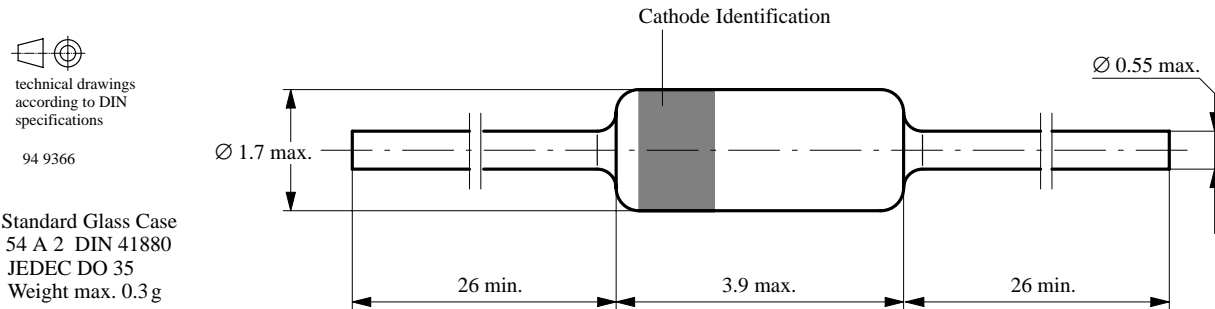 Cathode Identification
technical drawings
according to DIN
specifications
94 9366
∅ 0.55 max.
∅ 1.7 max.
Standard Glass Case
54 A 2 DIN 41880
JEDEC DO 35
Weight max. 0.3 g
26 min.
3.9 max.
26 min.